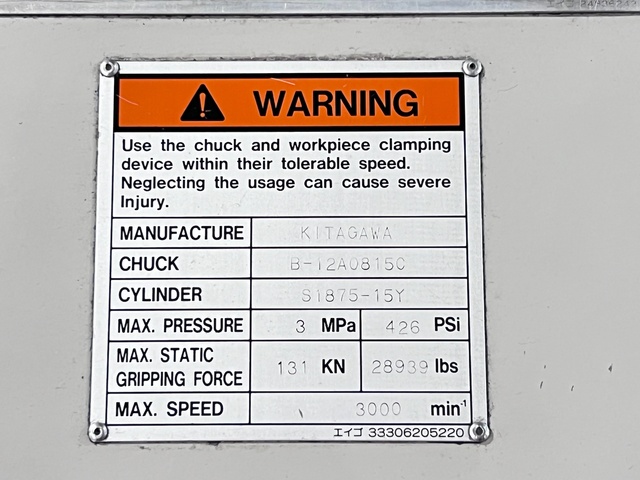 WARNING
Use the chuck and workpiece clamping
device within their tolerable speed.
Neglecting the usage can cause severe
Injury.
MANUFACTURE KITAGAWA
CHUCK B-12A0815C
CYLINDER S1875-15Y
MAX. PRESSURE 3 MPa 426 PSi
MAX. STATIC
GRIPPING FORCE 131 KN 28939 lbs
MAX. SPEED 3000 min⁻¹
エイゴ 33306205220